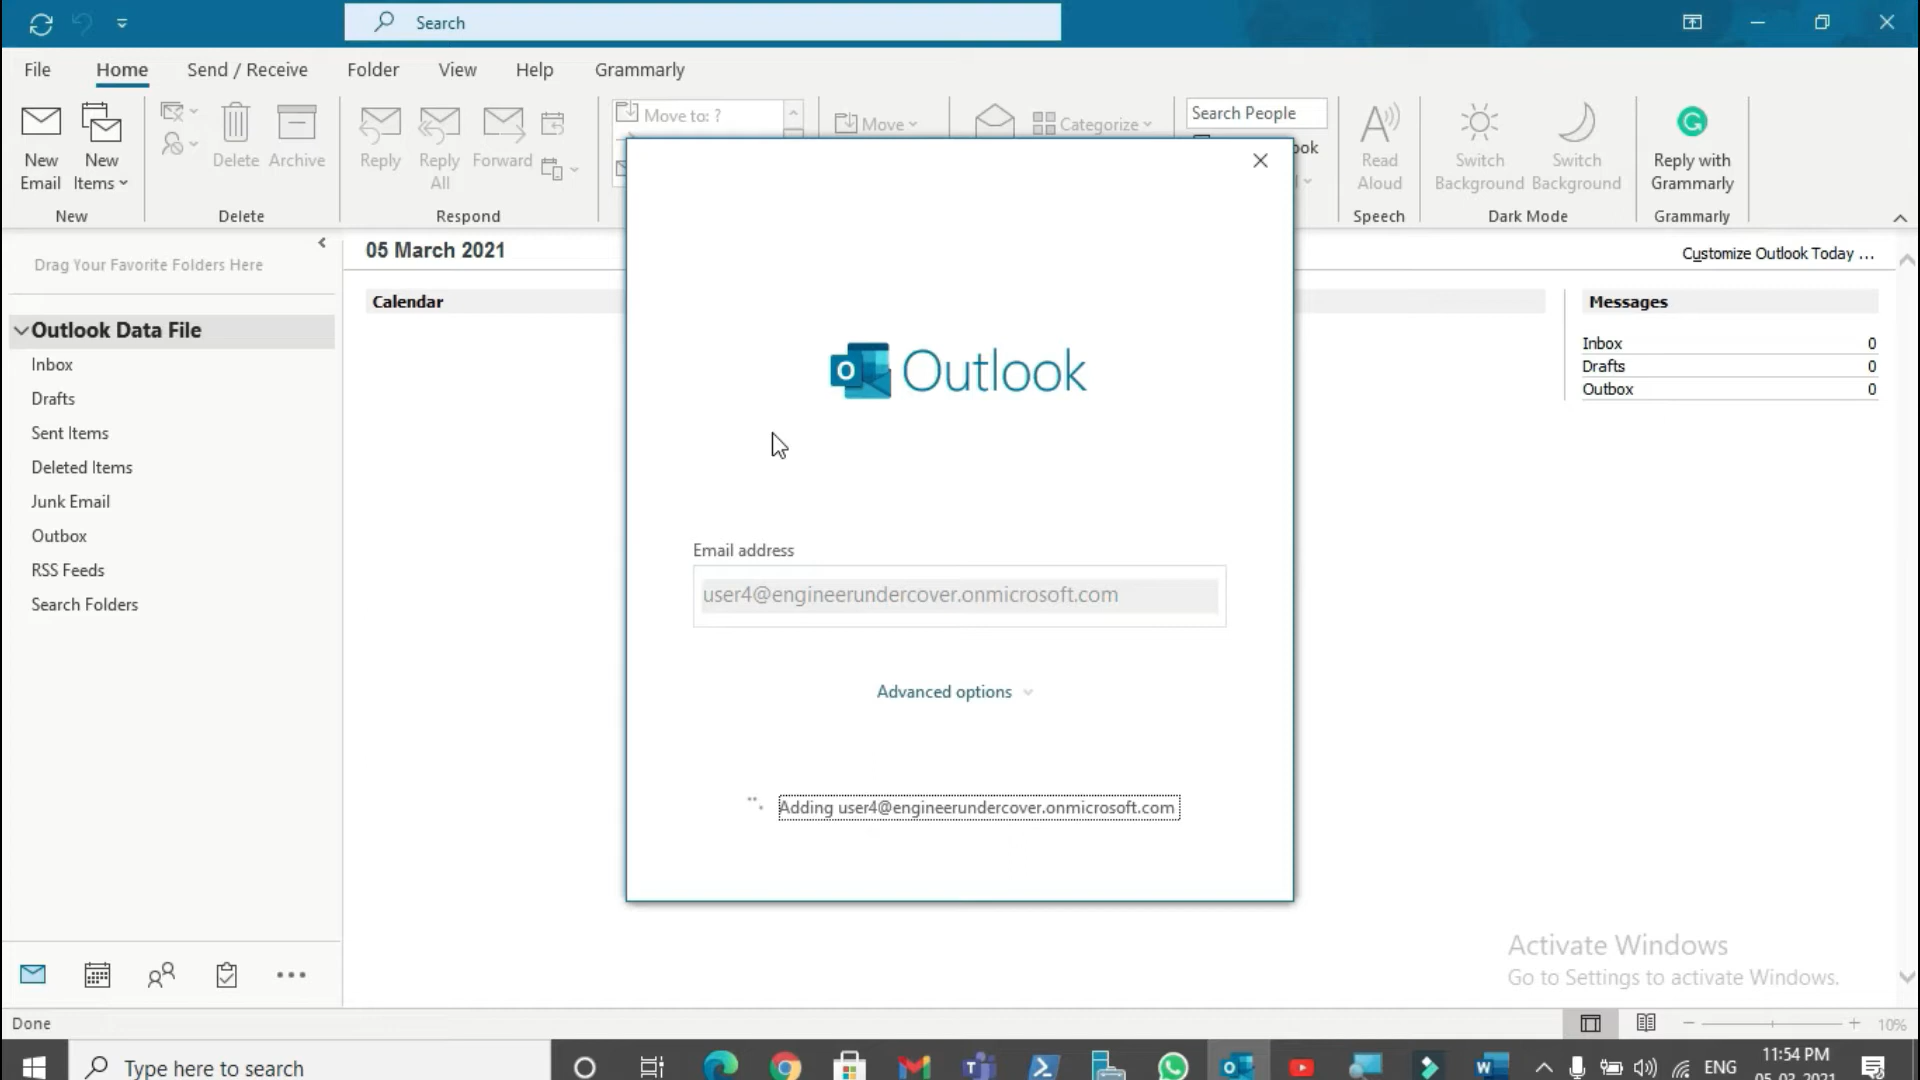 Search
File Home Send / Receive Folder View Help Grammarly
New Email
New Items
Delete
Archive
Reply
Reply All
Forward
Move to: ?
Move
Categorize
Search People
ook
Read Aloud
Switch Background
Switch Background
Reply with Grammarly
New
Delete
Respond
Speech
Dark Mode
Grammarly
Drag Your Favorite Folders Here
05 March 2021
Customize Outlook Today ...
Calendar
Messages
Inbox 0
Drafts 0
Outbox 0
Outlook Data File
Inbox
Drafts
Sent Items
Deleted Items
Junk Email
Outbox
RSS Feeds
Search Folders
Outlook
Email address
user4@engineerundercover.onmicrosoft.com
Advanced options
Adding user4@engineerundercover.onmicrosoft.com
Activate Windows
Go to Settings to activate Windows.
Done
10%
Type here to search
ENG
11:54 PM
05-03-2021